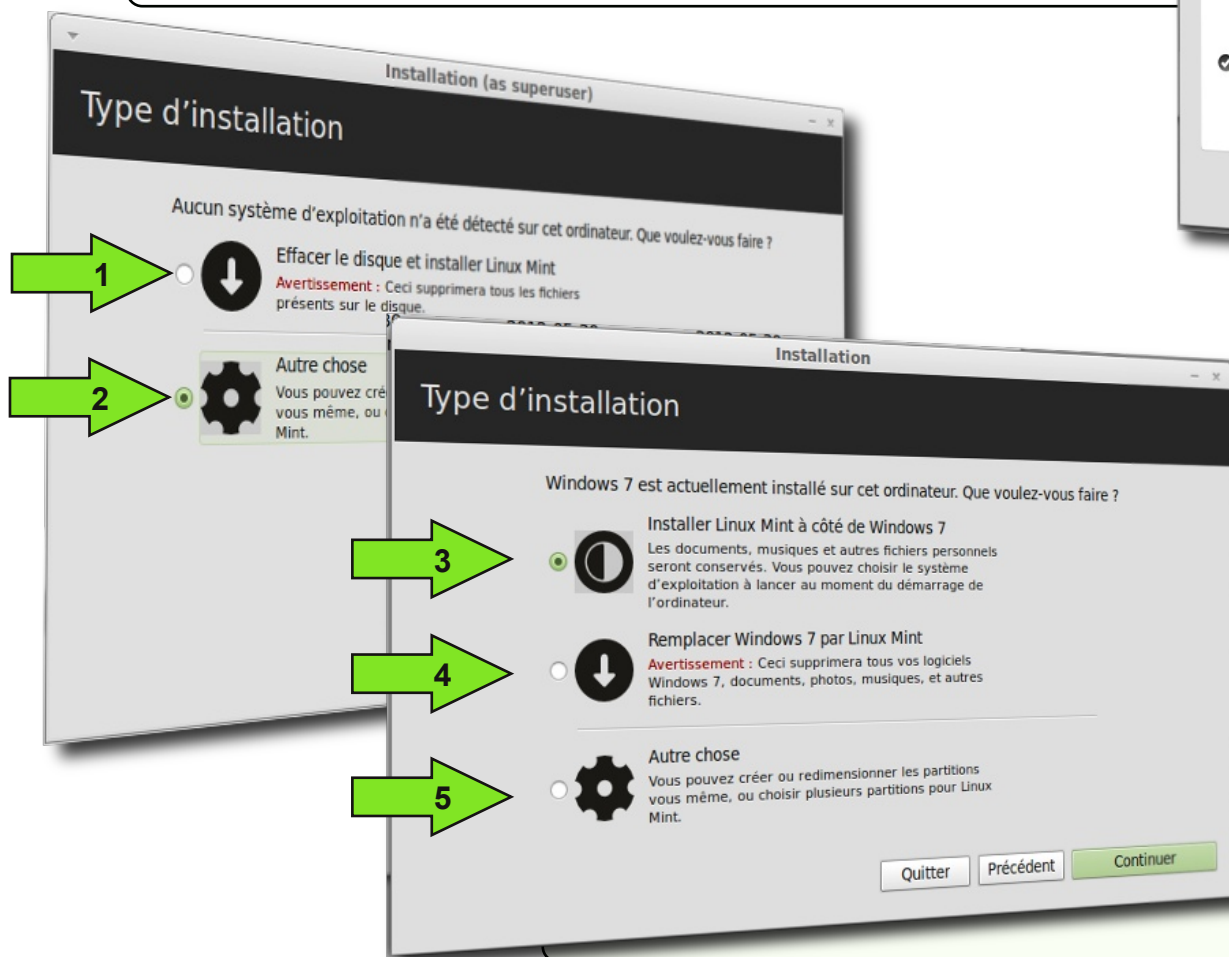 Installation (as superuser)
Type d'installation
Aucun système d'exploitation n'a été détecté sur cet ordinateur. Que voulez-vous faire ?
1
Effacer le disque et installer Linux Mint
Avertissement : Ceci supprimera tous les fichiers
présents sur le disque.
2
Autre chose
Vous pouvez cré
vous même, ou
Mint.
Installation
Type d'installation
Windows 7 est actuellement installé sur cet ordinateur. Que voulez-vous faire ?
3
Installer Linux Mint à côté de Windows 7
Les documents, musiques et autres fichiers personnels
seront conservés. Vous pouvez choisir le système
d'exploitation à lancer au moment du démarrage de
l'ordinateur.
4
Remplacer Windows 7 par Linux Mint
Avertissement : Ceci supprimera tous vos logiciels
Windows 7, documents, photos, musiques, et autres
fichiers.
5
Autre chose
Vous pouvez créer ou redimensionner les partitions
vous même, ou choisir plusieurs partitions pour Linux
Mint.
Quitter Précédent Continuer